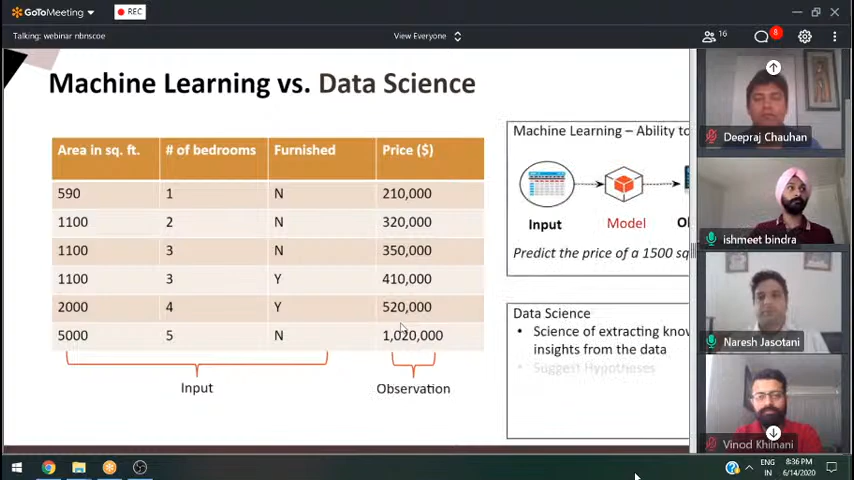 GoToMeeting
REC
Talking: webinar nbnscoe
View Everyone
16
8
Machine Learning vs. Data Science
Area in sq. ft. # of bedrooms Furnished Price ($)
590 1 N 210,000
1100 2 N 320,000
1100 3 N 350,000
1100 3 Y 410,000
2000 4 Y 520,000
5000 5 N 1,020,000
Input
Observation
Machine Learning – Ability to
Input
Model
Predict the price of a 1500 sq
Data Science
• Science of extracting
insights from the data
• Suggest Hypotheses
Deepraj Chauhan
ishmeet bindra
Naresh Jasotani
Vinod Khilnani
ENG
IN
8:36 PM
6/14/2020